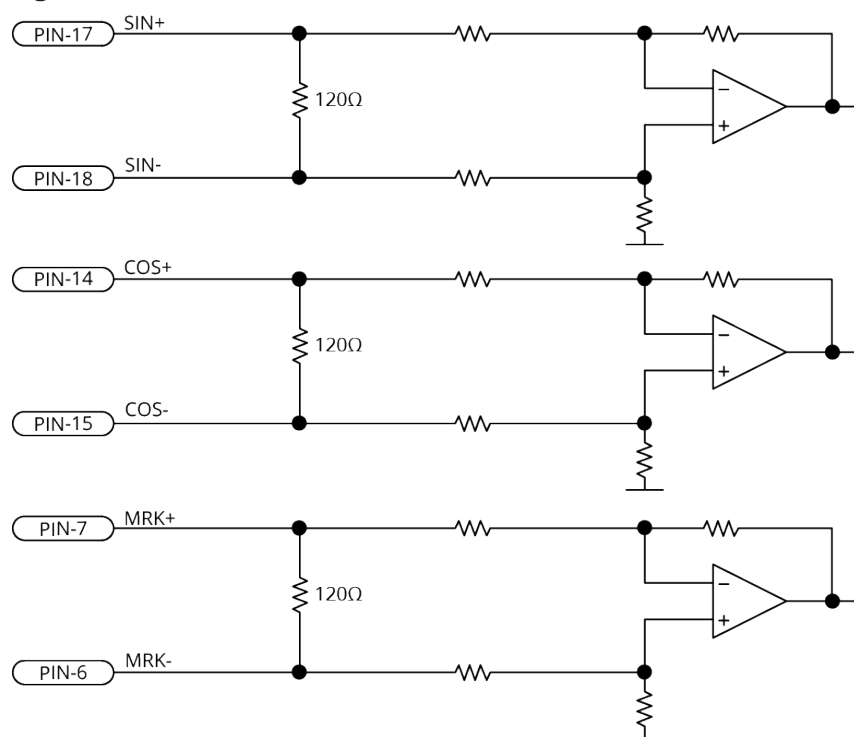 SIN+
PIN-17
120Ω
−
+
SIN-
PIN-18
COS+
PIN-14
120Ω
−
+
COS-
PIN-15
MRK+
PIN-7
120Ω
−
+
MRK-
PIN-6